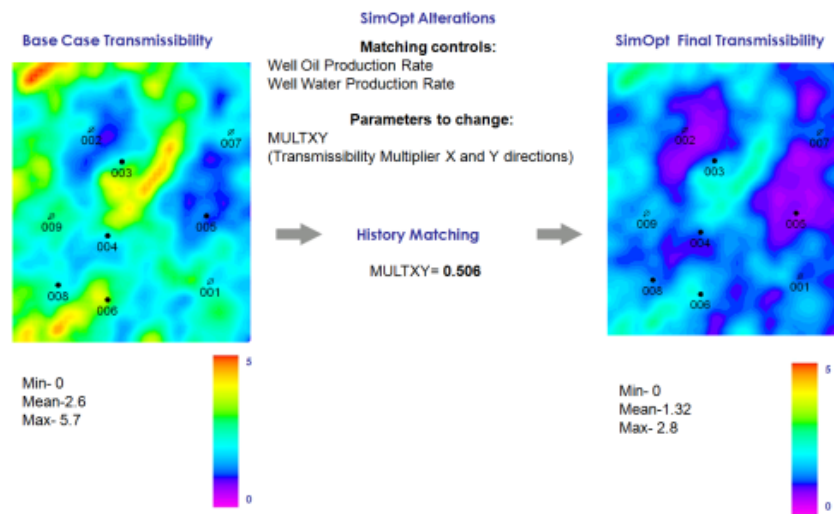 SimOpt Alterations
Base Case Transmissibility
Matching controls:
Well Oil Production Rate
Well Water Production Rate
Parameters to change:
MULTXY
(Transmissibility Multiplier X and Y directions)
History Matching
MULTXY= 0.506
SimOpt Final Transmissibility
002
007
003
009
005
004
008
006
001
5
0
Min- 0
Mean-2.6
Max- 5.7
002
007
003
009
005
004
008
006
001
5
0
Min- 0
Mean-1.32
Max- 2.8